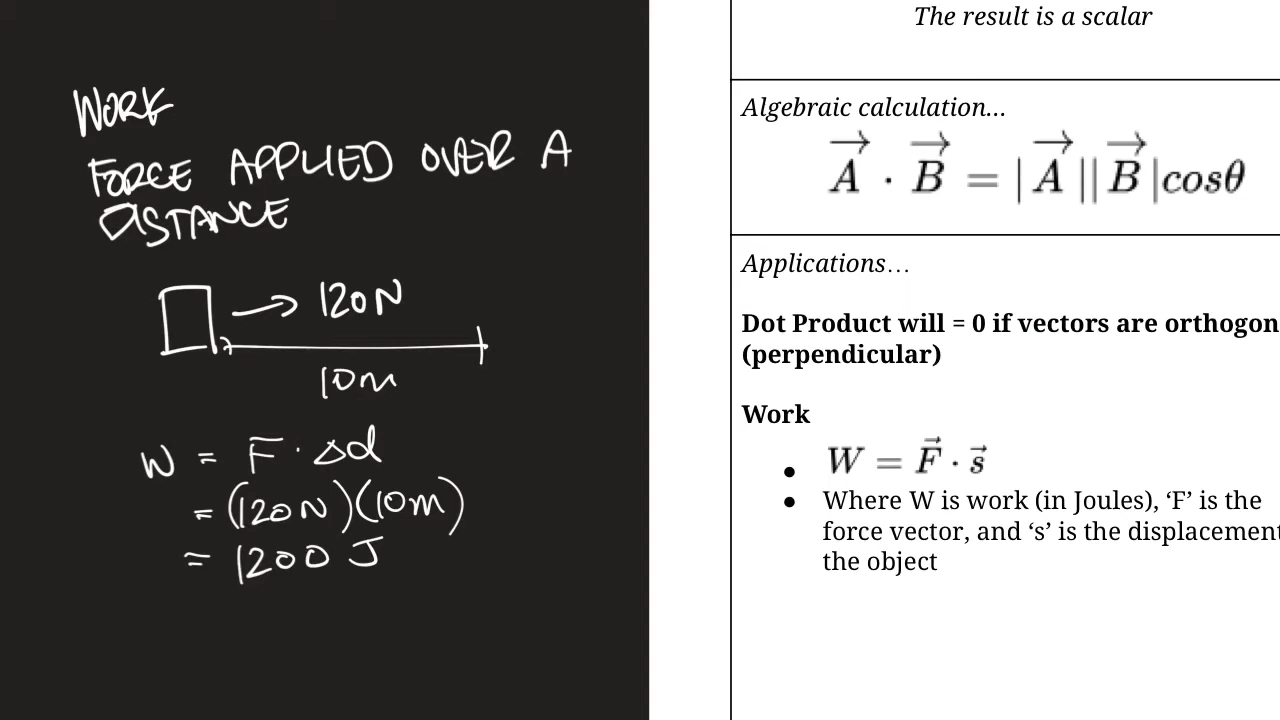 WORK
FORCE APPLIED OVER A
DISTANCE
120N
10m
W = F · Δd
= (120N)(10m)
= 1200 J
The result is a scalar
Algebraic calculation...
A⃗ · B⃗ = |A⃗||B⃗|cosθ
Applications...
Dot Product will = 0 if vectors are orthogon
(perpendicular)
Work
● W = F⃗ · s⃗
● Where W is work (in Joules), ‘F’ is the
force vector, and ‘s’ is the displacement
the object